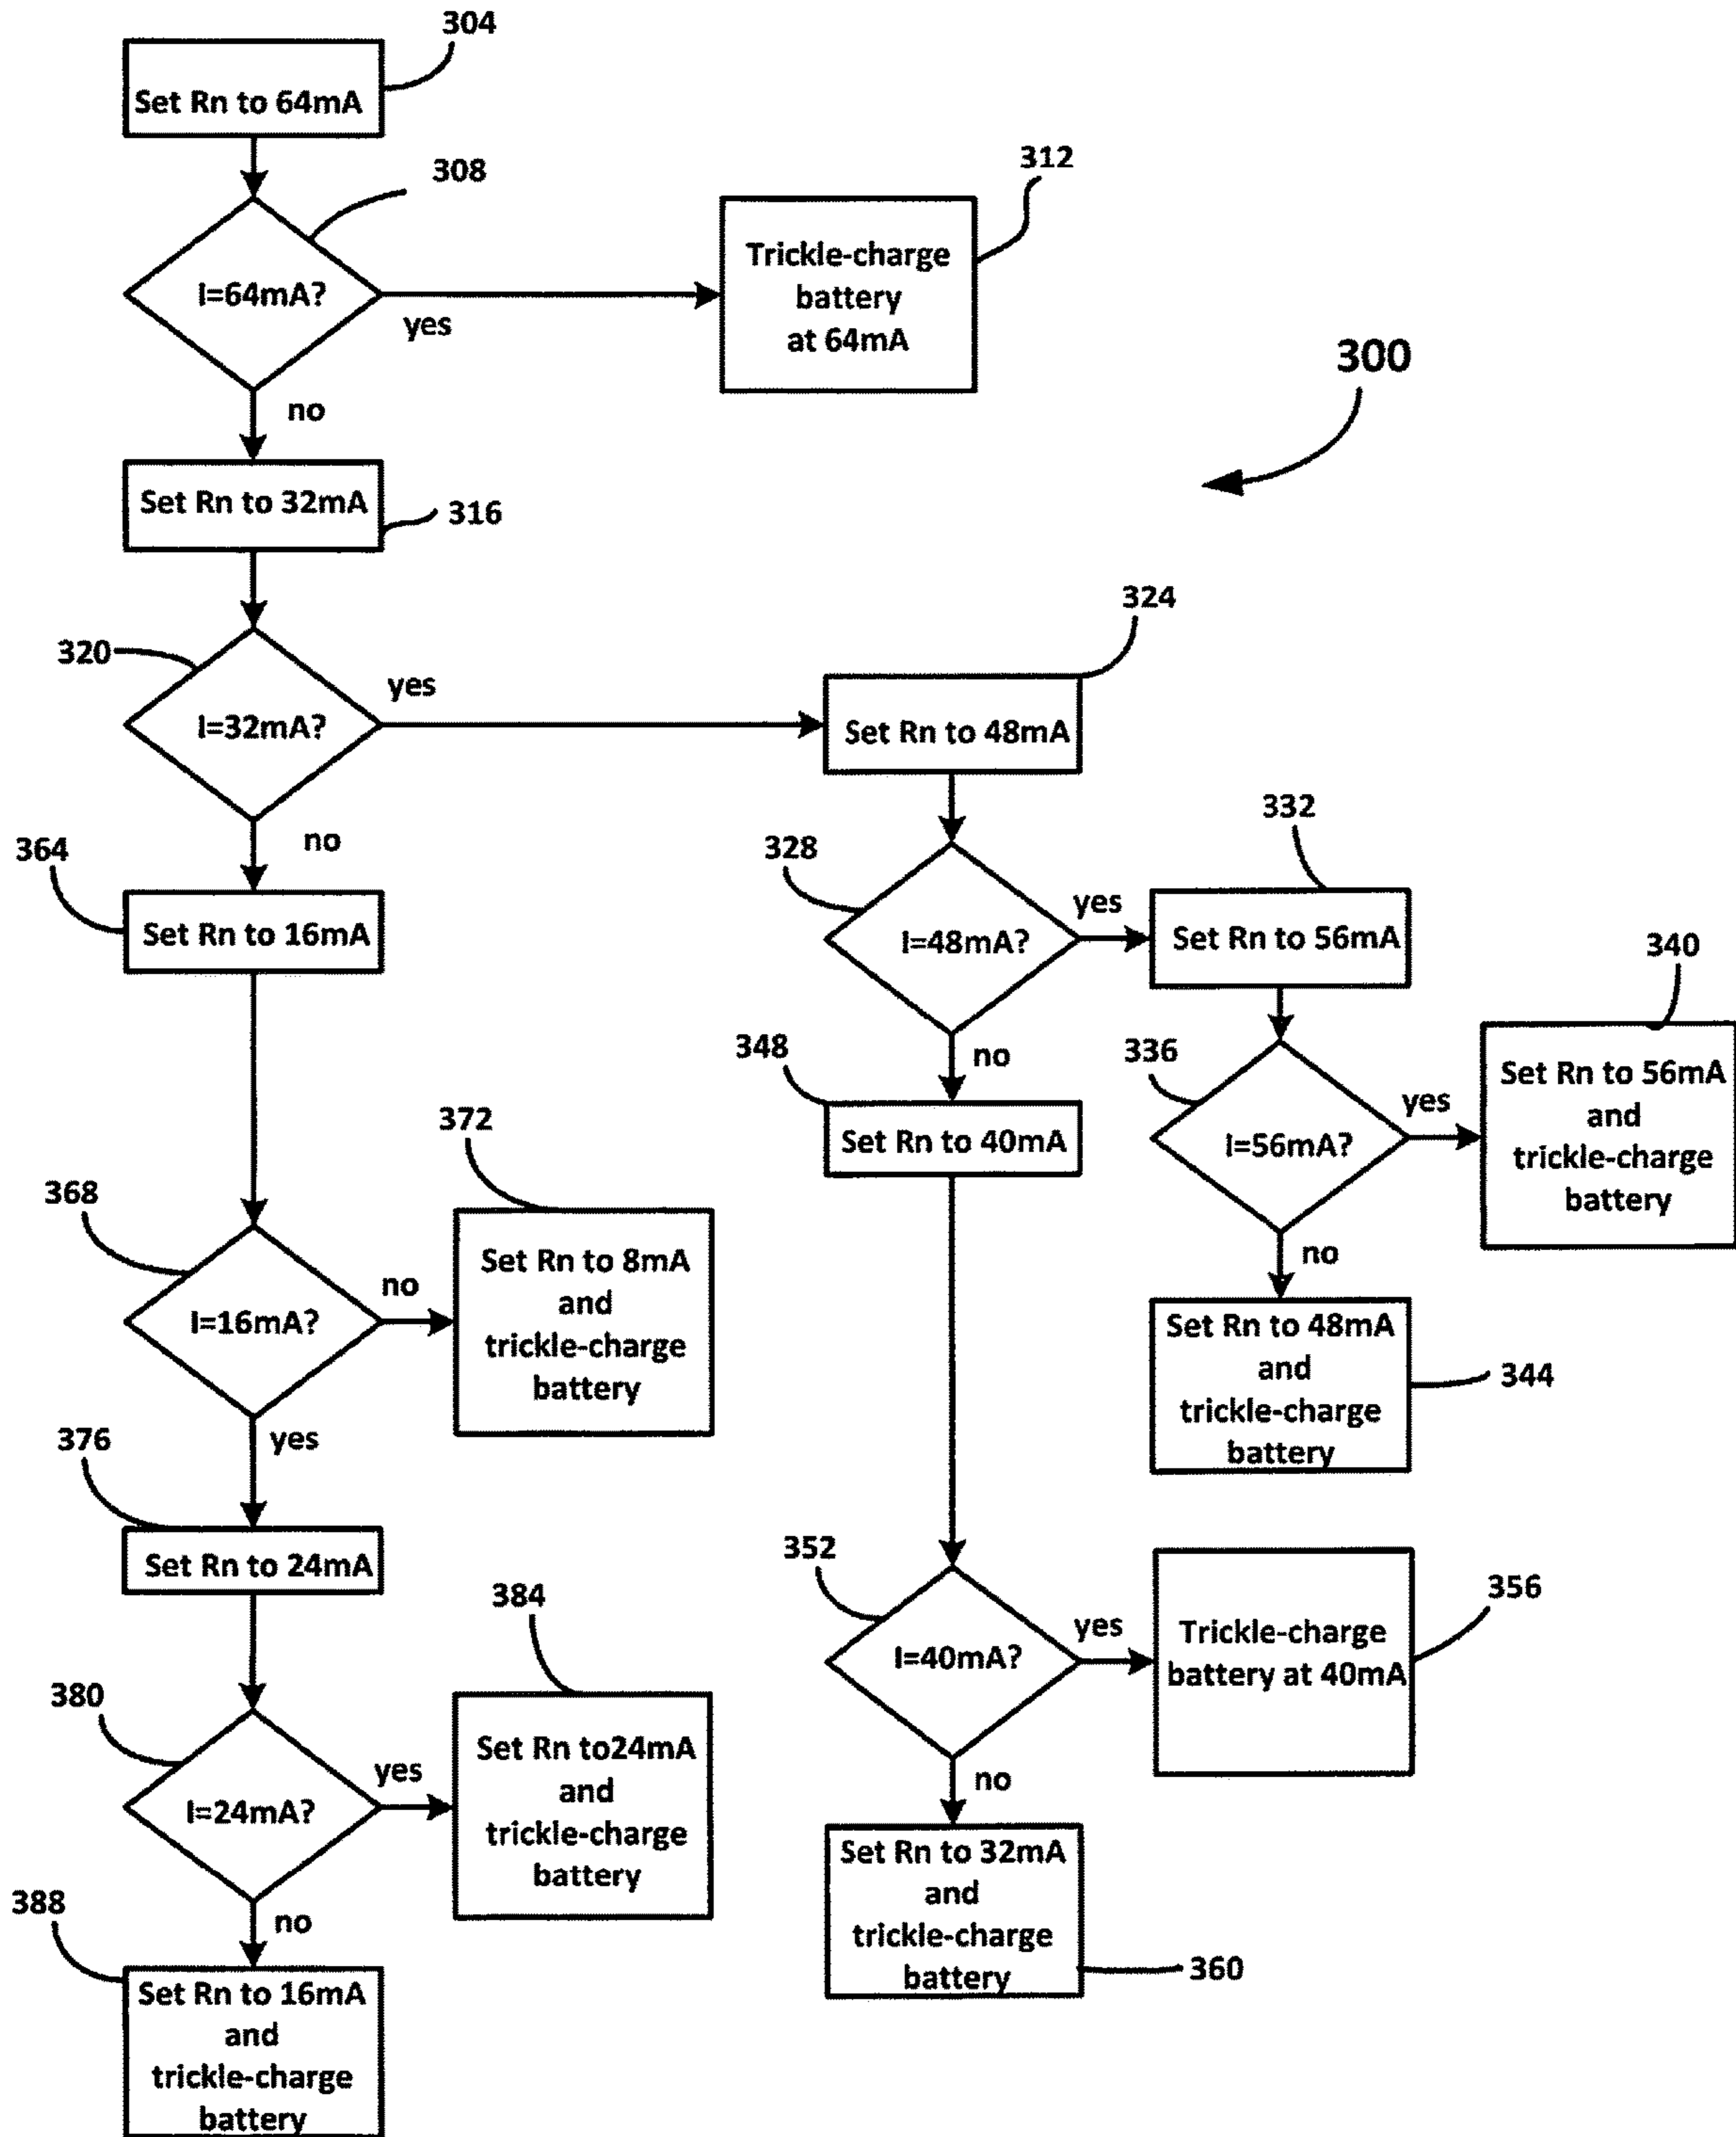 304
Set Rn to 64mA
308
312
I=64mA?
yes
Trickle-charge
battery
at 64mA
300
no
Set Rn to 32mA
316
324
320
I=32mA?
yes
Set Rn to 48mA
no
332
364
328
Set Rn to 16mA
I=48mA?
yes
Set Rn to 56mA
340
348
no
336
Set Rn to 56mA
and
trickle-charge
battery
372
Set Rn to 40mA
I=56mA?
yes
368
no
I=16mA?
no
Set Rn to 8mA
and
trickle-charge
battery
Set Rn to 48mA
and
trickle-charge
battery
344
376
yes
Set Rn to 24mA
352
384
I=40mA?
yes
Trickle-charge
battery at 40mA
356
380
I=24mA?
yes
Set Rn to24mA
and
trickle-charge
battery
no
388
no
Set Rn to 32mA
and
trickle-charge
battery
360
Set Rn to 16mA
and
trickle-charge
battery